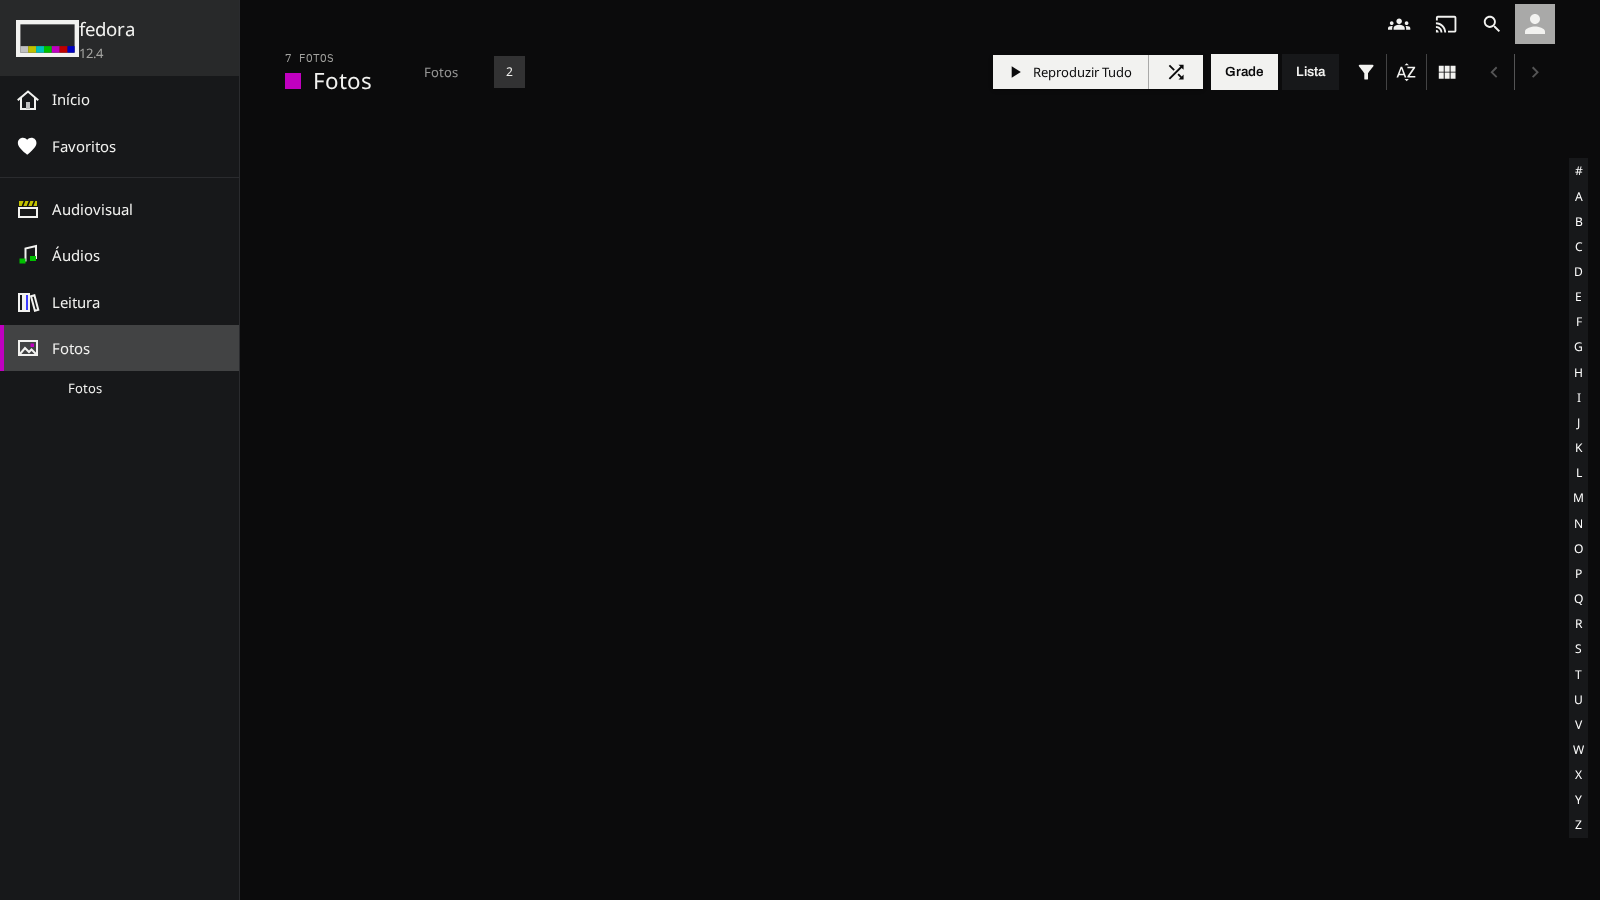 fedora
12.4
Início
Favoritos
Audiovisual
Áudios
Leitura
Fotos
Fotos
7 FOTOS
Fotos
Fotos
2
Reproduzir Tudo
Grade
Lista
AZ
#
A
B
C
D
E
F
G
H
I
J
K
L
M
N
O
P
Q
R
S
T
U
V
W
X
Y
Z